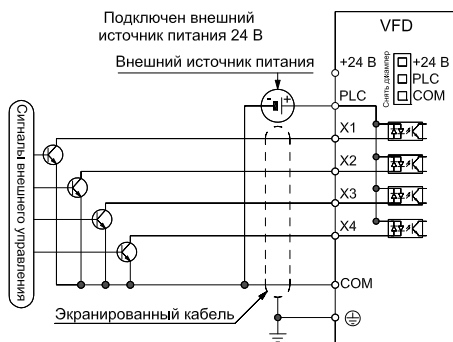 Подключен внешний
источник питания 24 В
Внешний источник питания
VFD
+24 В
Снять джампер
+24 В
PLC
COM
PLC
- +
X1
X2
X3
X4
COM
Сигналы внешнего управления
Экранированный кабель